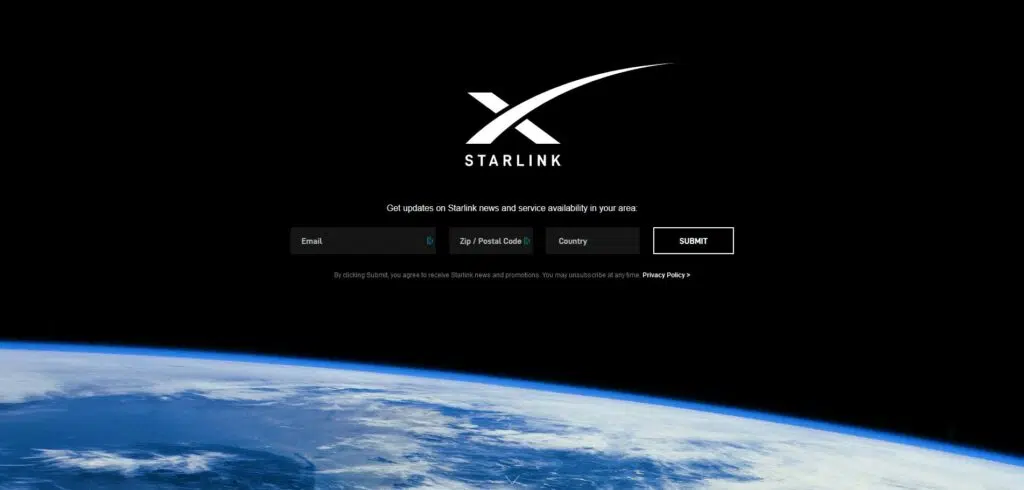 STARLINK
Get updates on Starlink news and service availability in your area:
Email
Zip / Postal Code
Country
SUBMIT
By clicking Submit, you agree to receive Starlink news and promotions. You may unsubscribe at any time. Privacy Policy >